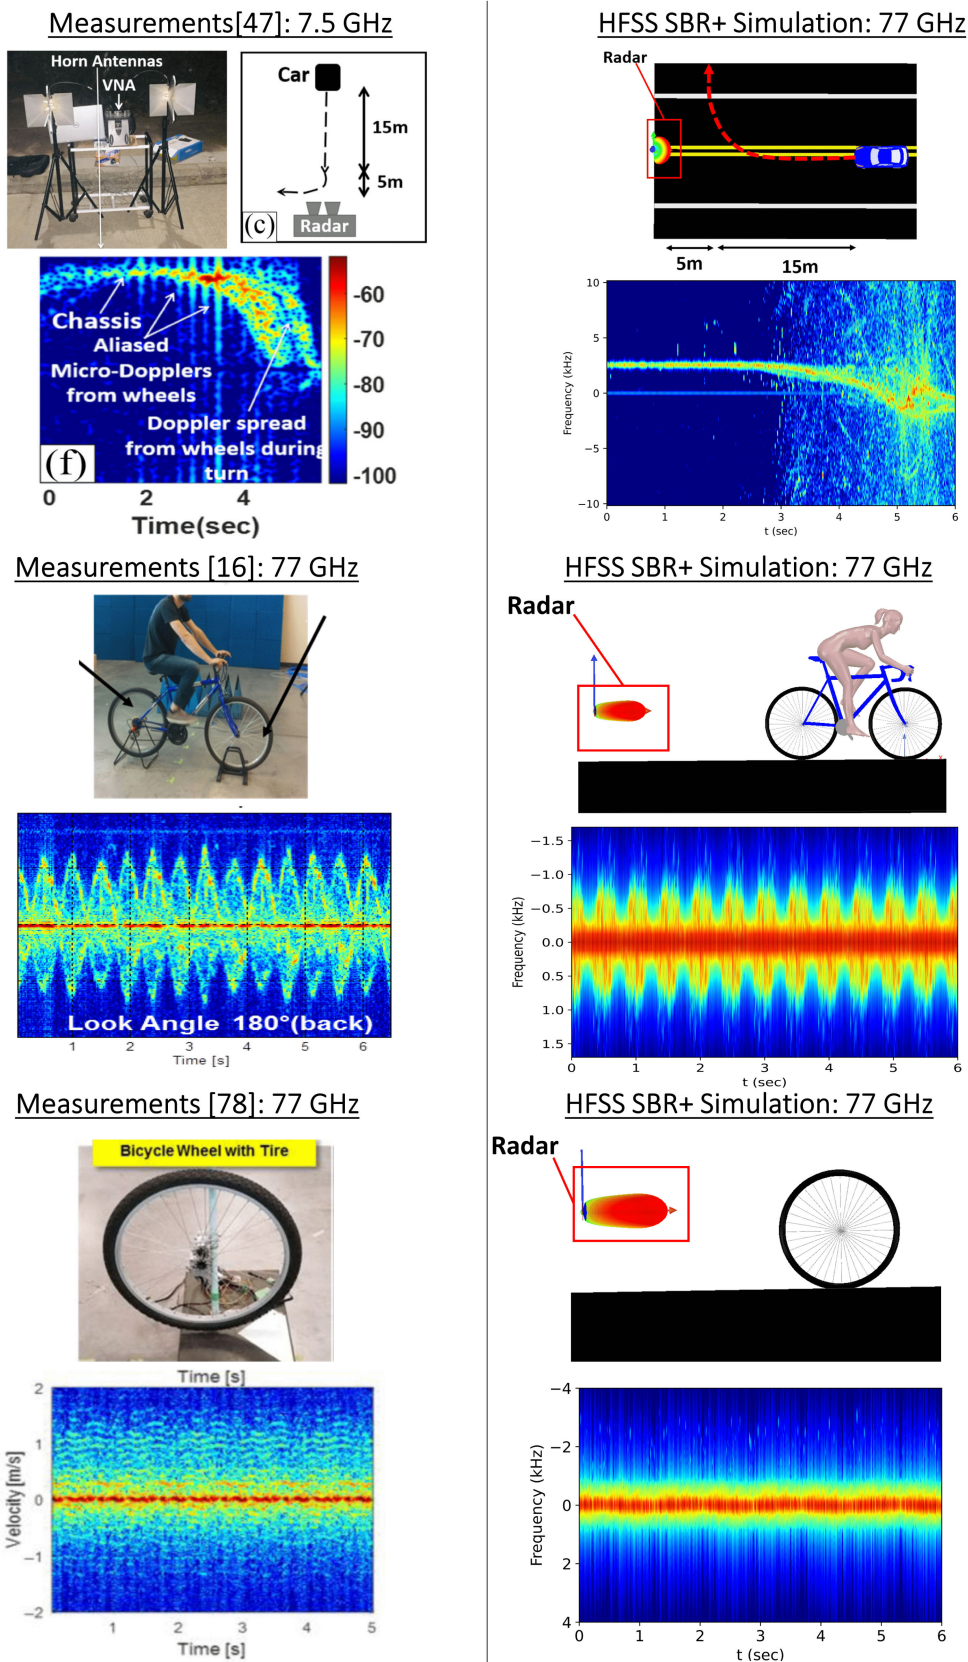 Measurements[47]: 7.5 GHz
Horn Antennas
VNA
Car
15m
5m
Radar
(c)
Chassis
Aliased
Micro-Dopplers
from wheels
Doppler spread
from wheels during
turn
(f)
-60
-70
-80
-90
-100
0 2 4
Time(sec)
HFSS SBR+ Simulation: 77 GHz
Radar
5m 15m
10
5
0
−5
−10
Frequency (kHz)
0 1 2 3 4 5 6
t (sec)
Measurements [16]: 77 GHz
Look Angle 180°(back)
1 2 3 4 5 6
Time [s]
HFSS SBR+ Simulation: 77 GHz
Radar
−1.5
−1.0
−0.5
0.0
0.5
1.0
1.5
Frequency (kHz)
0 1 2 3 4 5 6
t (sec)
Measurements [78]: 77 GHz
Bicycle Wheel with Tire
Time [s]
2
1
0
−1
−2
Velocity [m/s]
1 2 3 4 5
Time [s]
HFSS SBR+ Simulation: 77 GHz
Radar
−4
−2
0
2
4
Frequency (kHz)
0 1 2 3 4 5 6
t (sec)